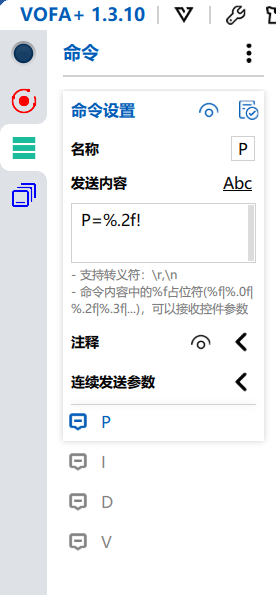 VOFA+ 1.3.10
命令
命令设置
名称 P
发送内容 Abc
P=%.2f!
- 支持转义符：\r,\n
- 命令内容中的%f占位符(%f|%.0f|
%.2f|%.3f|...)，可以接收控件参数
注释
连续发送参数
P
I
D
V